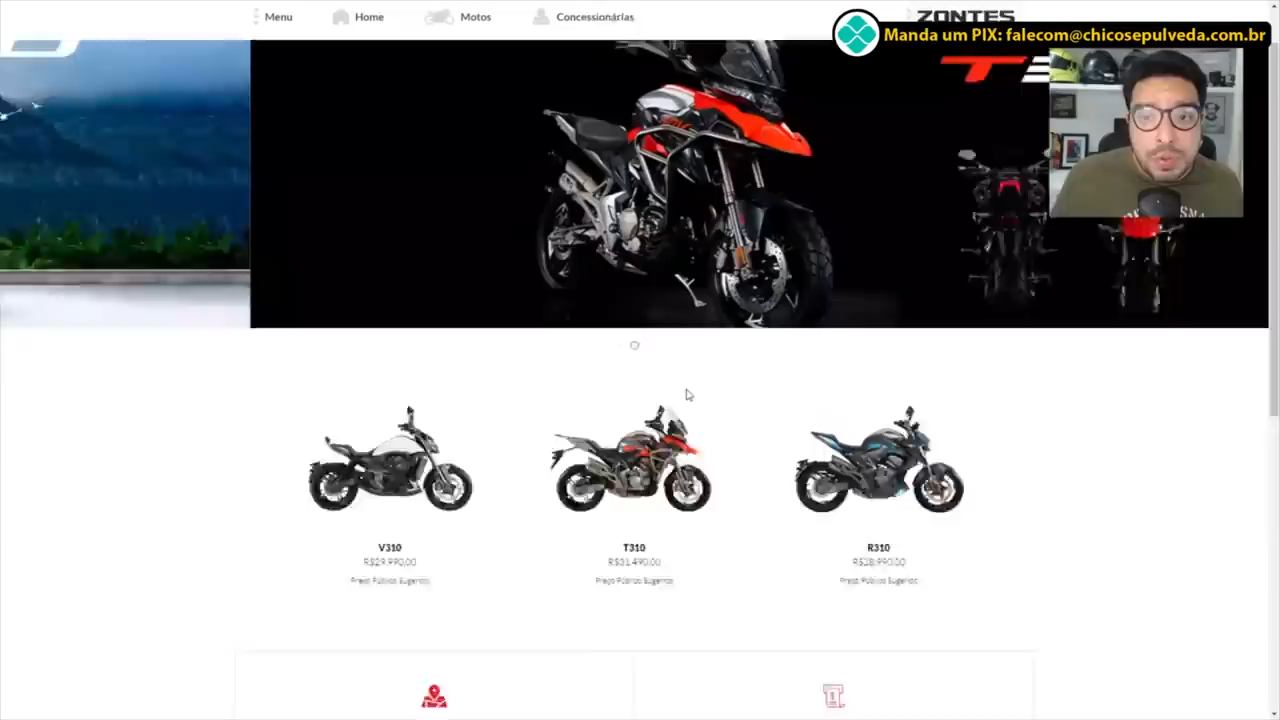 Menu
Home
Motos
Concessionárias
ZONTES
Manda um PIX: falecom@chicosepulveda.com.br
V310
R$29.990,00
Preço Público Sugerido
T310
R$31.490,00
Preço Público Sugerido
R310
R$28.990,00
Preço Público Sugerido